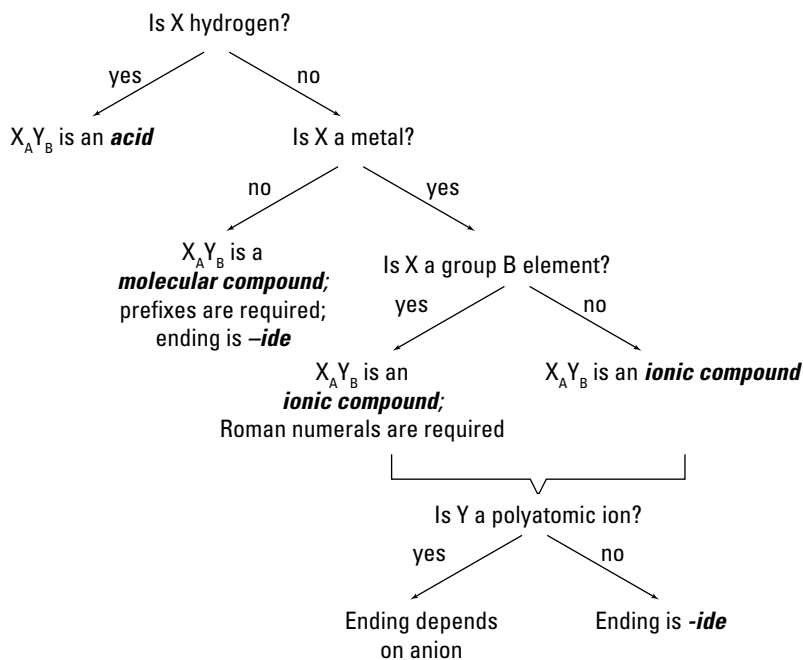 Is X hydrogen?
yes
no
XAYB is an acid
Is X a metal?
no
yes
XAYB is a
molecular compound;
prefixes are required;
ending is –ide
Is X a group B element?
yes
no
XAYB is an
ionic compound;
Roman numerals are required
XAYB is an ionic compound
Is Y a polyatomic ion?
yes
no
Ending depends
on anion
Ending is -ide